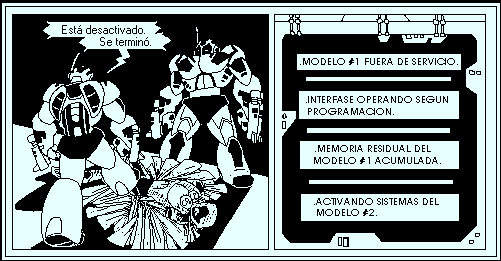 Está desactivado.
Se terminó.
.MODELO #1 FUERA DE SERVICIO.
.INTERFASE OPERANDO SEGUN
PROGRAMACION.
.MEMORIA RESIDUAL DEL
MODELO #1 ACUMULADA.
.ACTIVANDO SISTEMAS DEL
MODELO #2.